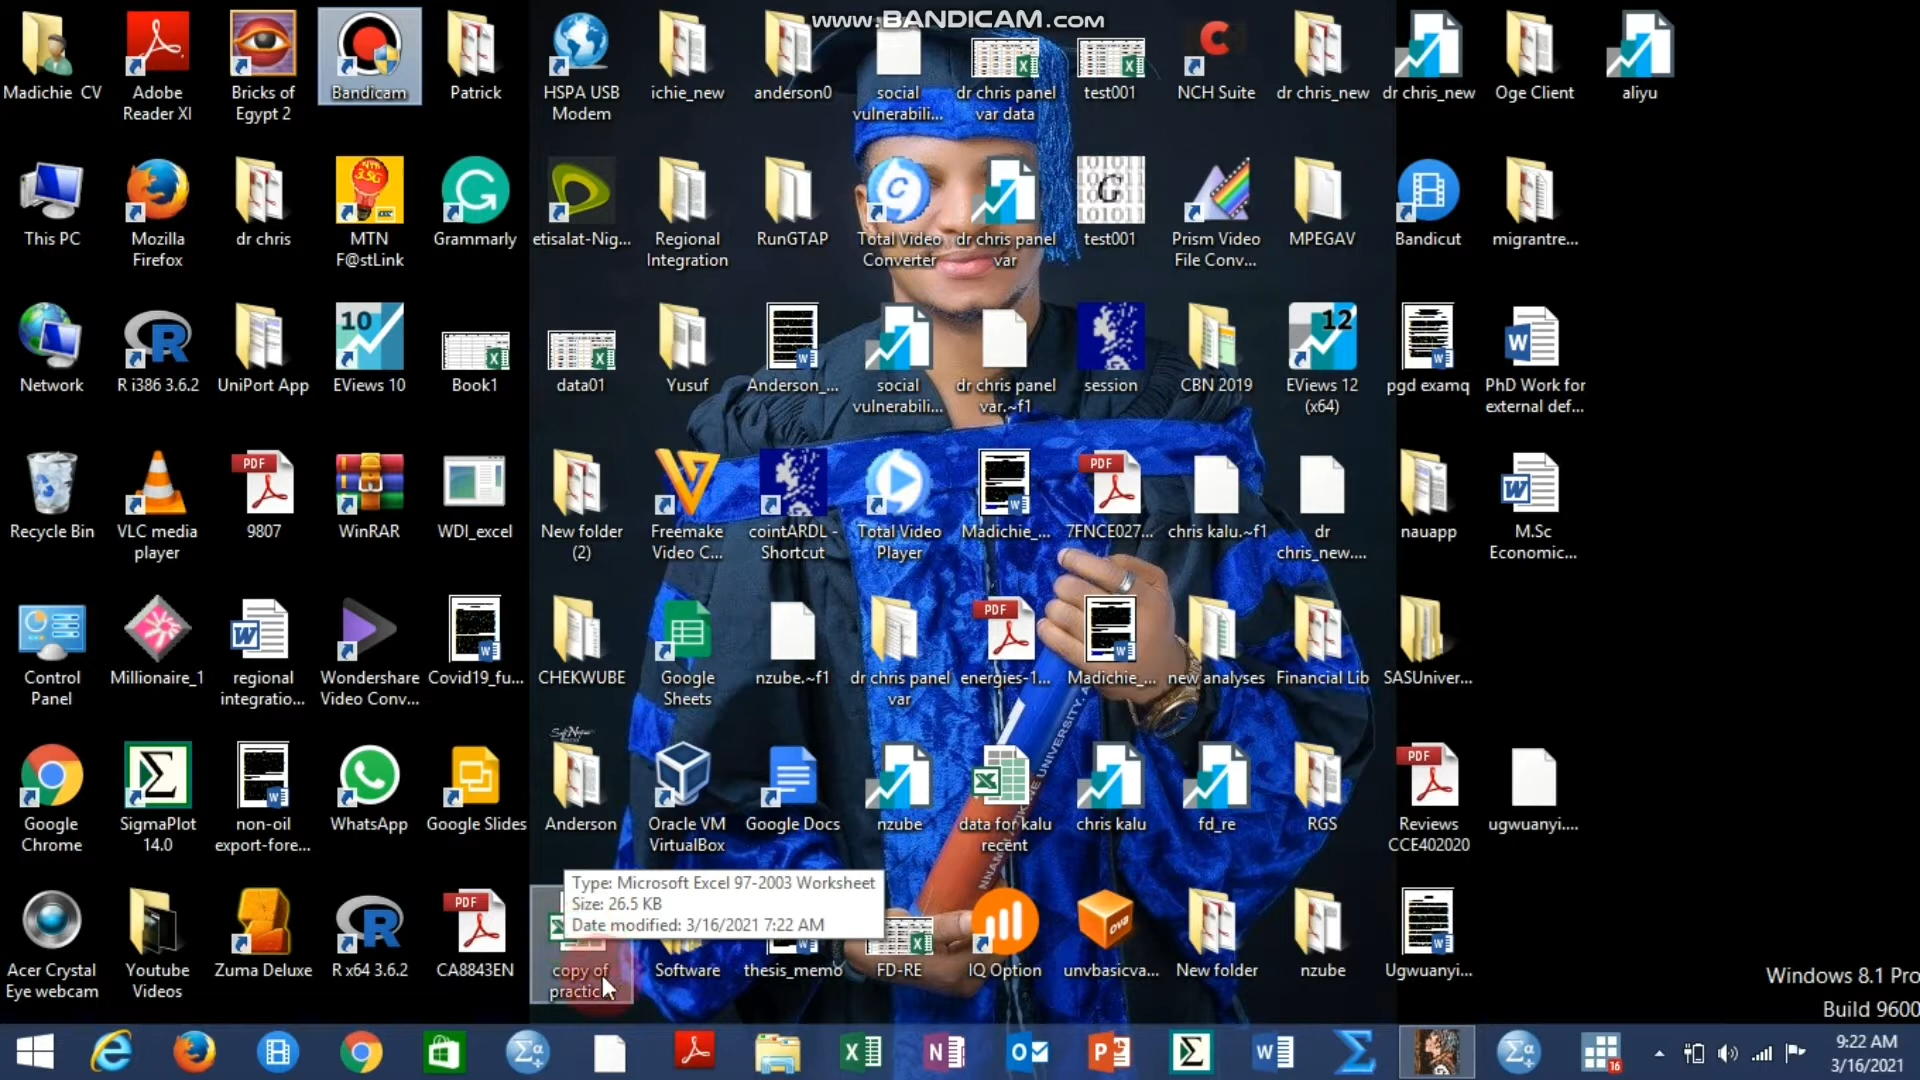 www.BANDICAM.com
Madichie CV
Adobe
Reader XI
Bricks of
Egypt 2
Bandicam
Patrick
HSPA USB
Modem
ichie_new
anderson0
social
vulnerabili...
dr chris panel
var data
test001
NCH Suite
dr chris_new
dr chris_new
Oge Client
aliyu
This PC
Mozilla
Firefox
dr chris
MTN
F@stLink
Grammarly
etisalat-Nig...
Regional
Integration
RunGTAP
Total Video
Converter
dr chris panel
var
test001
Prism Video
File Conv...
MPEGAV
Bandicut
migrantre...
Network
R i386 3.6.2
UniPort App
10
EViews 10
Book1
data01
Yusuf
Anderson_...
social
vulnerabili...
dr chris panel
var.~f1
session
CBN 2019
12
EViews 12
(x64)
pgd examq
PhD Work for
external def...
Recycle Bin
VLC media
player
PDF
9807
WinRAR
WDI_excel
New folder
(2)
Freemake
Video C...
cointARDL -
Shortcut
Total Video
Player
Madichie_...
PDF
7FNCE027...
chris kalu.~f1
dr
chris_new....
nauapp
M.Sc
Economic...
Control
Panel
Millionaire_1
regional
integratio...
Wondershare
Video Conv...
Covid19_fu...
CHEKWUBE
Google
Sheets
nzube.~f1
dr chris panel
var
PDF
energies-1...
Madichie_...
new analyses
Financial Lib
SASUniver...
Google
Chrome
SigmaPlot
14.0
non-oil
export-fore...
WhatsApp
Google Slides
Anderson
Oracle VM
VirtualBox
Google Docs
nzube
data for kalu
recent
chris kalu
fd_re
RGS
PDF
Reviews
CCE402020
ugwuanyi....
Type: Microsoft Excel 97-2003 Worksheet
Size: 26.5 KB
Date modified: 3/16/2021 7:22 AM
Acer Crystal
Eye webcam
Youtube
Videos
Zuma Deluxe
R x64 3.6.2
PDF
CA8843EN
copy of
practic
Software
thesis_memo
FD-RE
IQ Option
ova
unvbasicva...
New folder
nzube
Ugwuanyi...
Windows 8.1 Pro
Build 9600
9:22 AM
3/16/2021